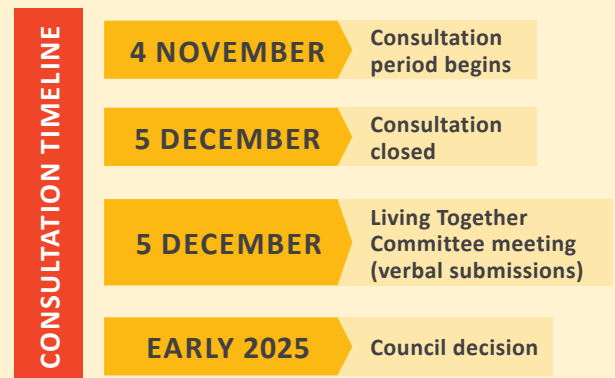 CONSULTATION TIMELINE
4 NOVEMBER
Consultation
period begins
5 DECEMBER
Consultation
closed
5 DECEMBER
Living Together
Committee meeting
(verbal submissions)
EARLY 2025
Council decision